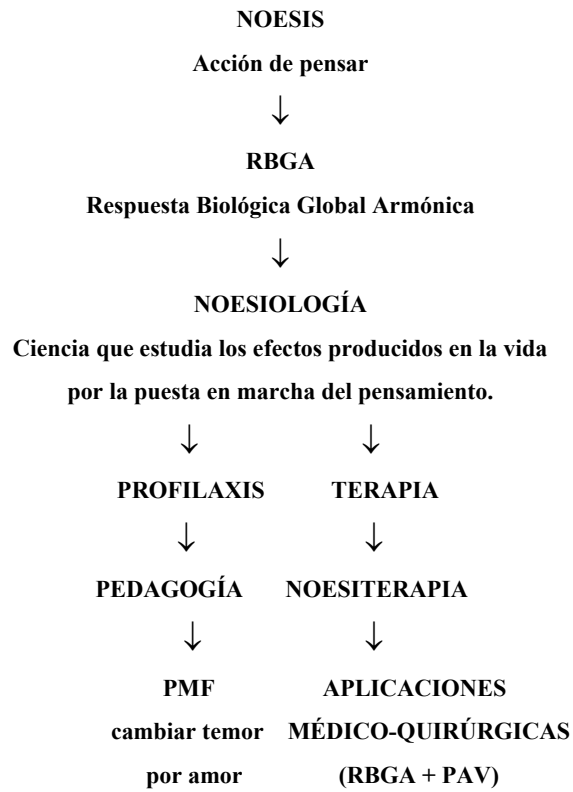 NOESIS
Acción de pensar
↓
RBGA
Respuesta Biológica Global Armónica
↓
NOESIOLOGÍA
Ciencia que estudia los efectos producidos en la vida
por la puesta en marcha del pensamiento.
↓ ↓
PROFILAXIS TERAPIA
↓ ↓
PEDAGOGÍA NOESITERAPIA
↓ ↓
PMF APLICACIONES
cambiar temor MÉDICO-QUIRÚRGICAS
por amor (RBGA + PAV)